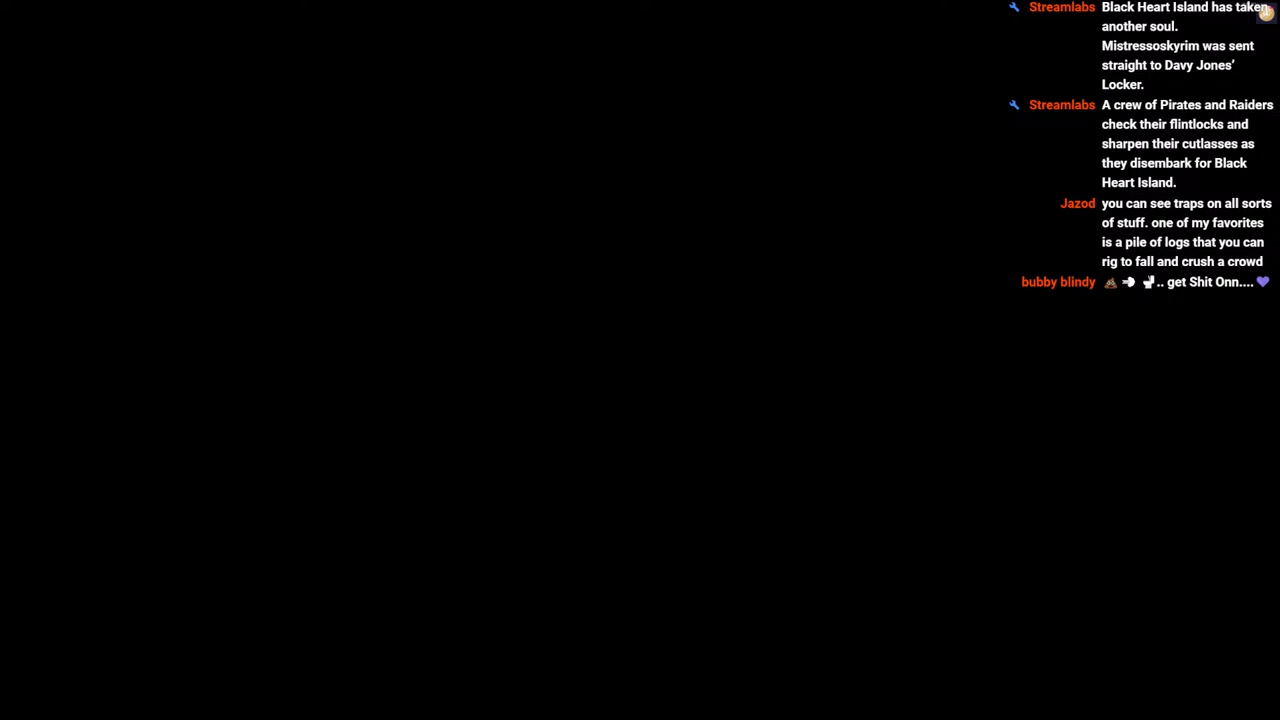 Streamlabs Black Heart Island has taken
another soul.
Mistressoskyrim was sent
straight to Davy Jones’
Locker.
Streamlabs A crew of Pirates and Raiders
check their flintlocks and
sharpen their cutlasses as
they disembark for Black
Heart Island.
Jazod you can see traps on all sorts
of stuff. one of my favorites
is a pile of logs that you can
rig to fall and crush a crowd
bubby blindy 💩💨 🚽.. get Shit Onn....💜